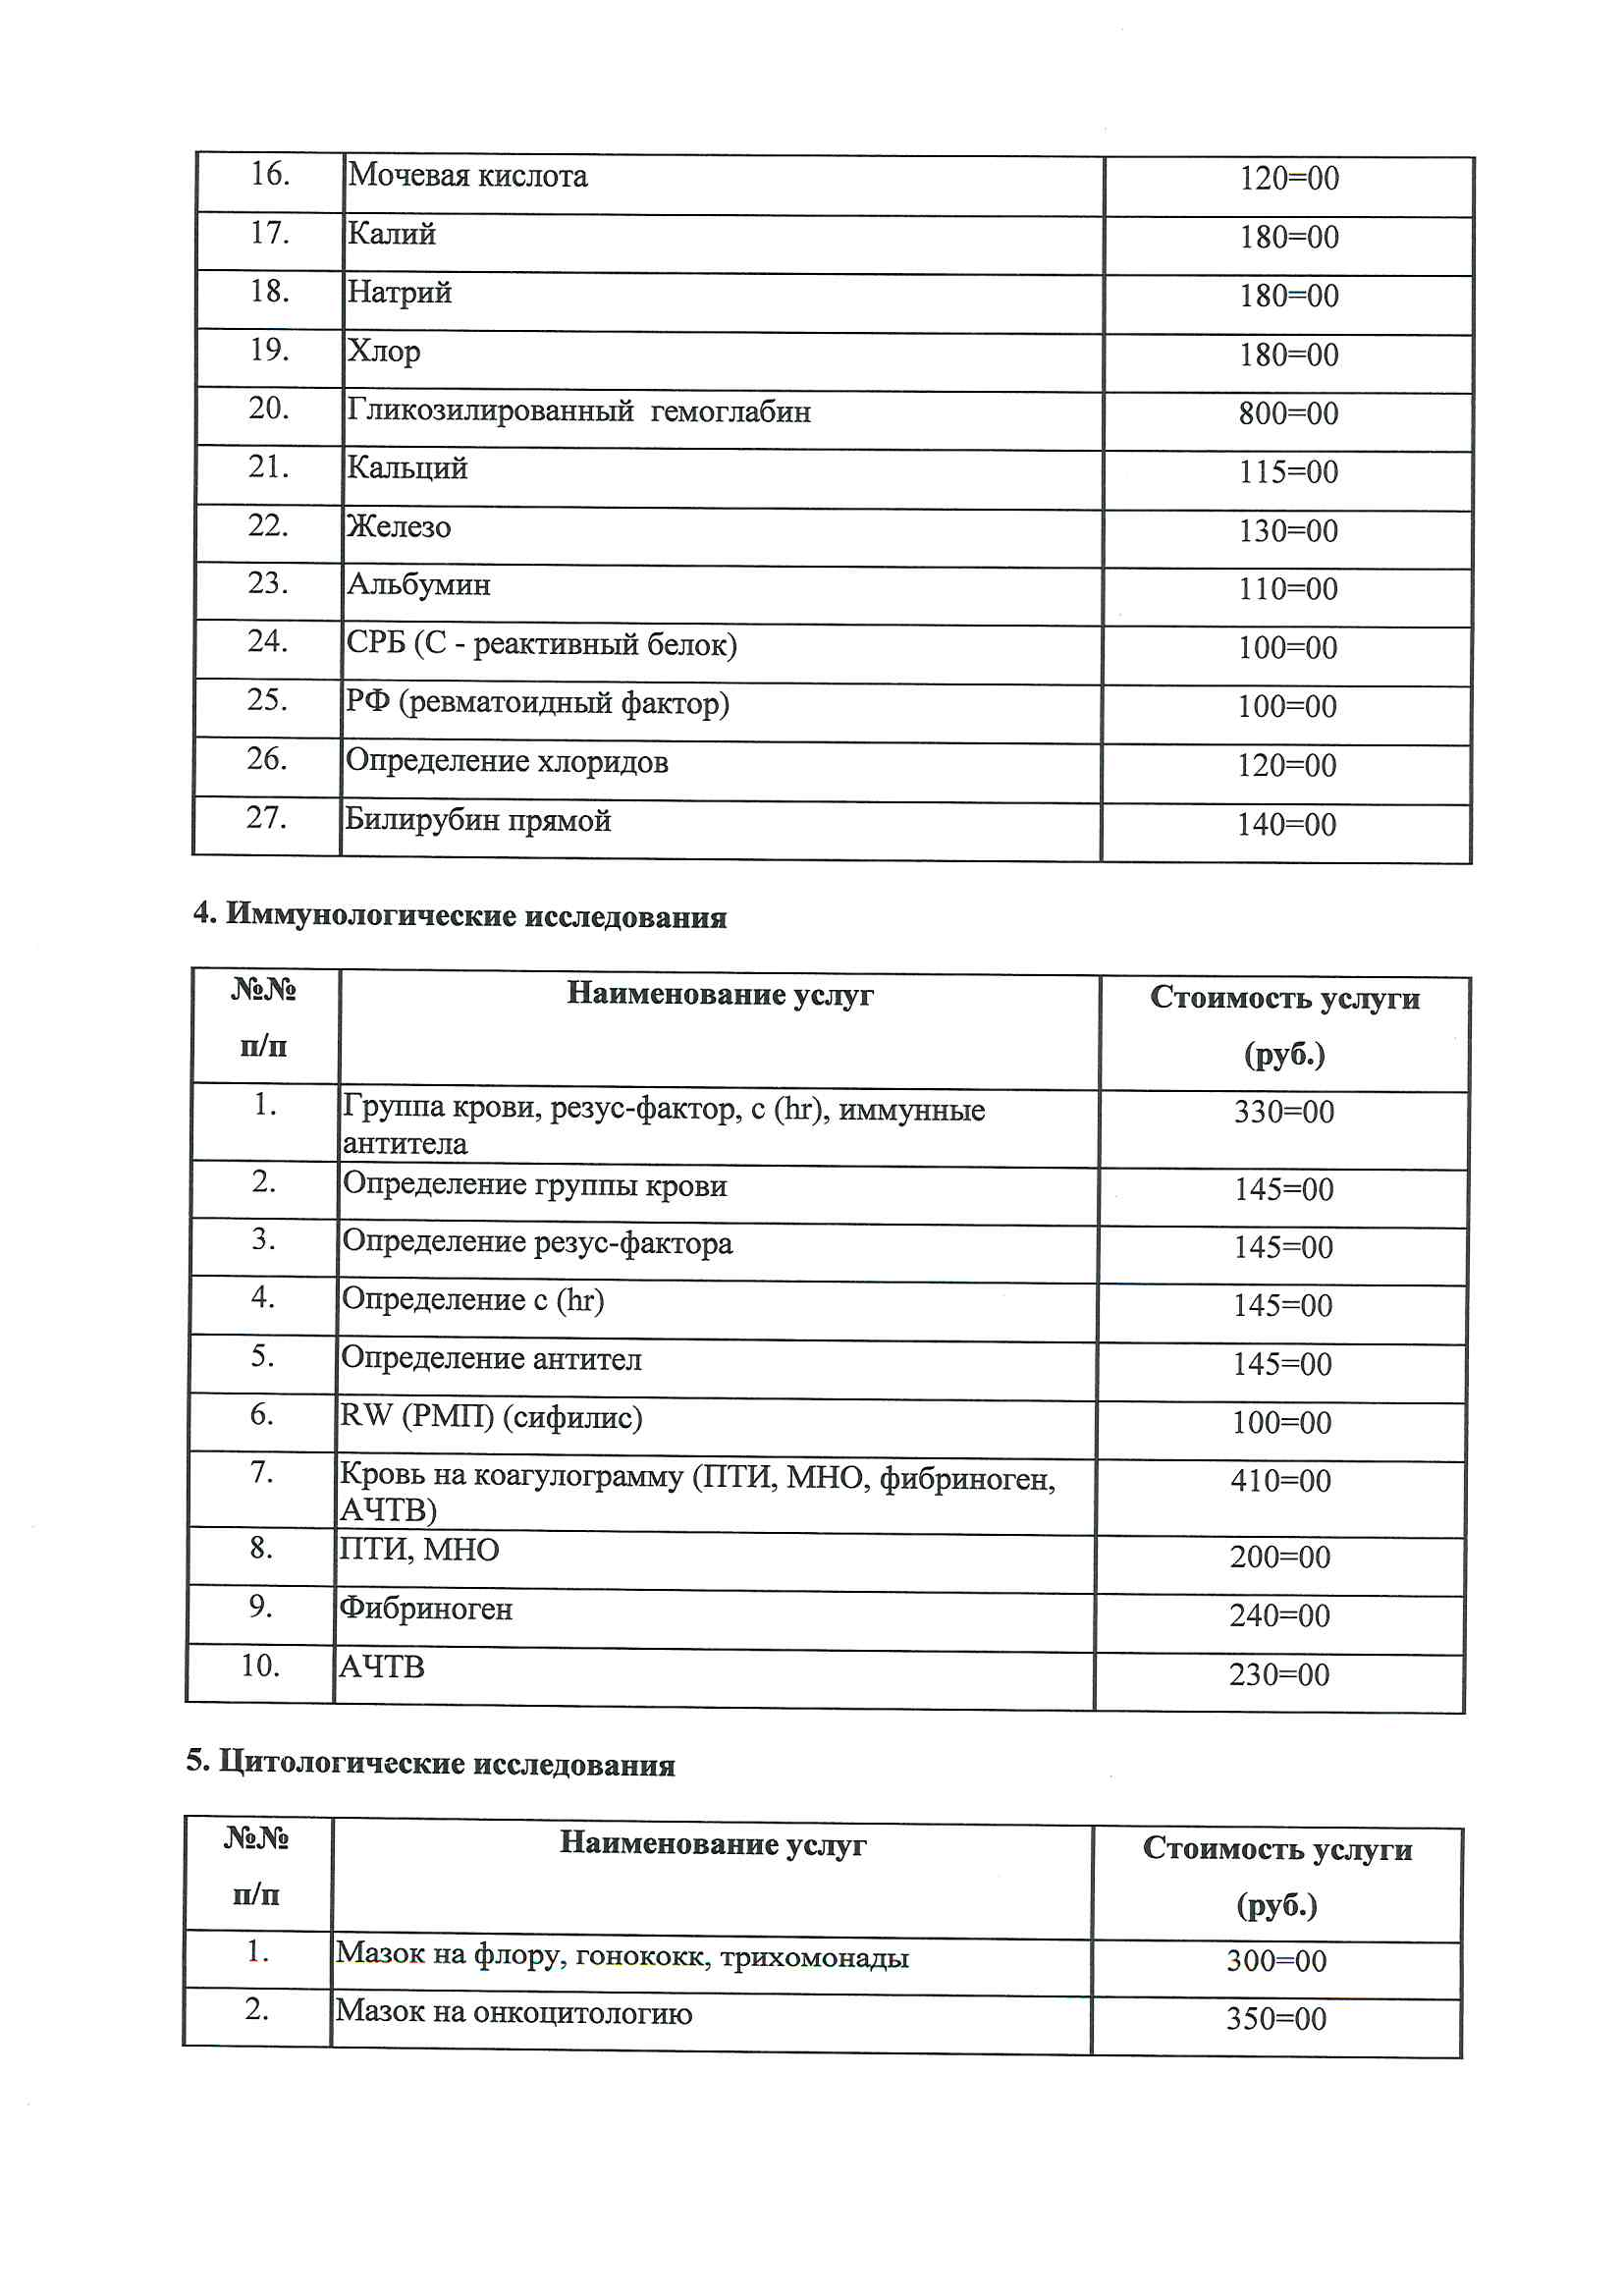 16. Мочевая кислота 120=00
17. Калий 180=00
18. Натрий 180=00
19. Хлор 180=00
20. Гликозилированный гемоглабин 800=00
21. Кальций 115=00
22. Железо 130=00
23. Альбумин 110=00
24. СРБ (С - реактивный белок) 100=00
25. РФ (ревматоидный фактор) 100=00
26. Определение хлоридов 120=00
27. Билирубин прямой 140=00
4. Иммунологические исследования
№№ Наименование услуг Стоимость услуги
п/п (руб.)
1. Группа крови, резус-фактор, с (hr), иммунные 330=00
антитела
2. Определение группы крови 145=00
3. Определение резус-фактора 145=00
4. Определение с (hr) 145=00
5. Определение антител 145=00
6. RW (РМП) (сифилис) 100=00
7. Кровь на коагулограмму (ПТИ, МНО, фибриноген, 410=00
АЧТВ)
8. ПТИ, МНО 200=00
9. Фибриноген 240=00
10. АЧТВ 230=00
5. Цитологические исследования
№№ Наименование услуг Стоимость услуги
п/п (руб.)
1. Мазок на флору, гонококк, трихомонады 300=00
2. Мазок на онкоцитологию 350=00